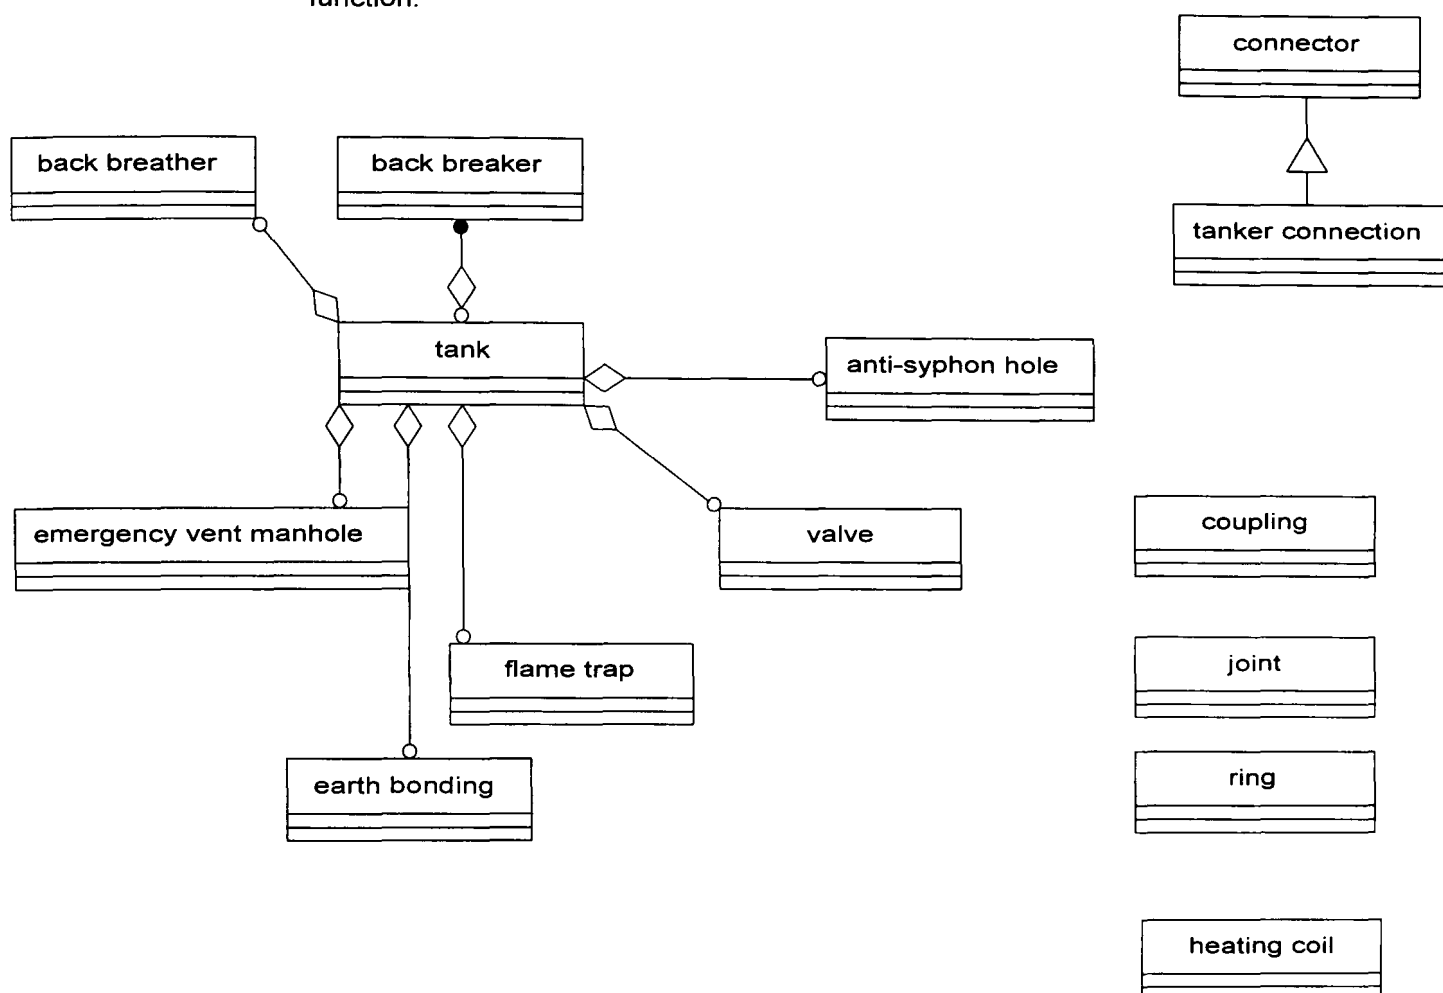 function.
connector
back breather
back breaker
tanker connection
tank
anti-syphon hole
emergency vent manhole
valve
coupling
flame trap
joint
earth bonding
ring
heating coil